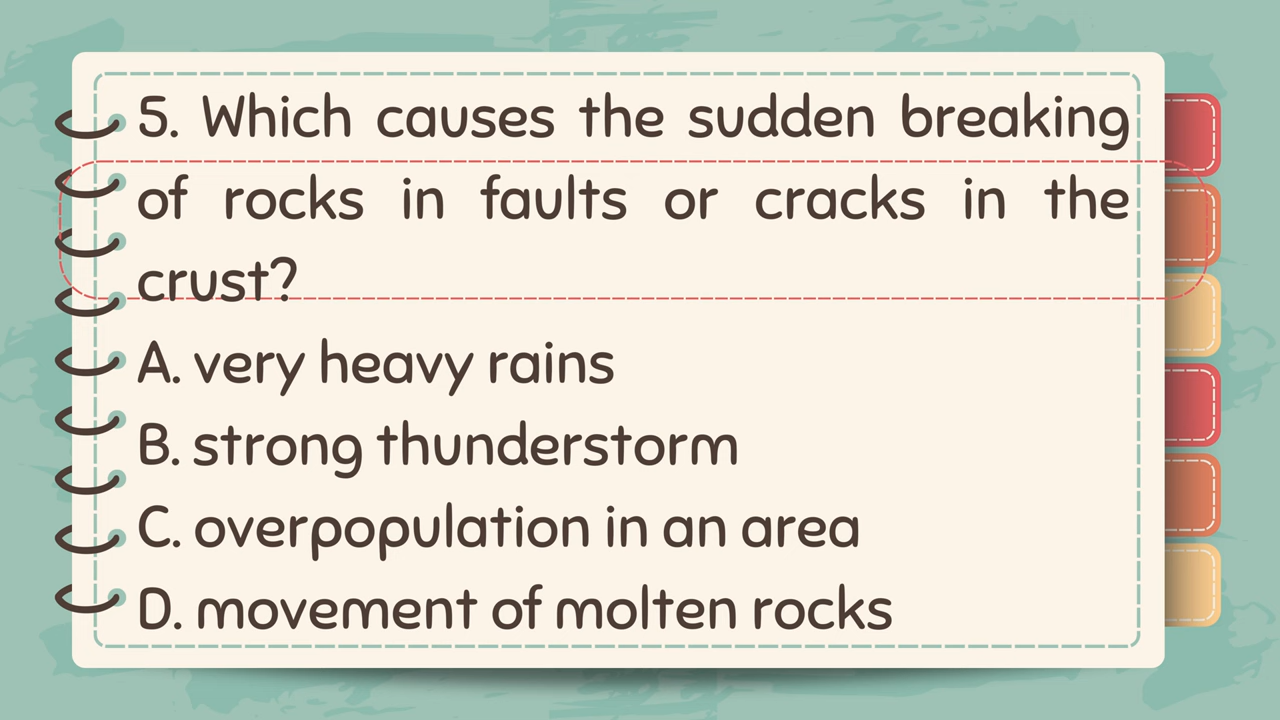 5. Which causes the sudden breaking
of rocks in faults or cracks in the
crust?
A. very heavy rains
B. strong thunderstorm
C. overpopulation in an area
D. movement of molten rocks